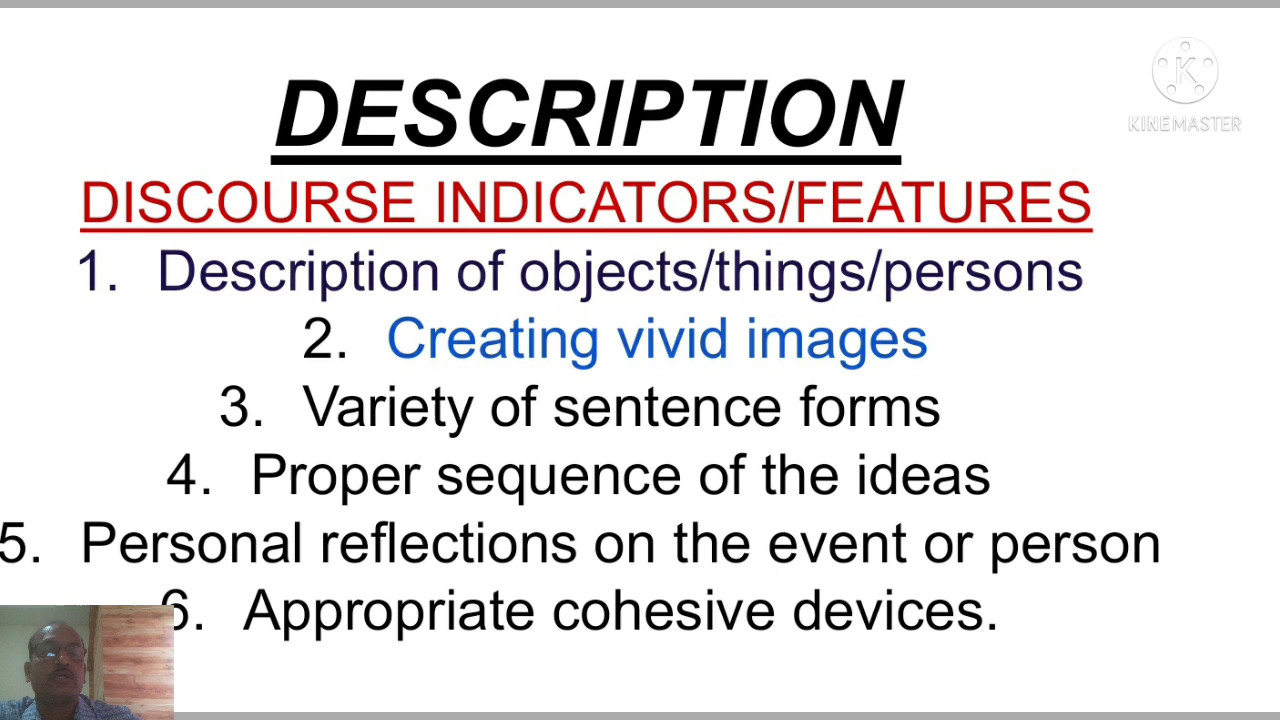 DESCRIPTION
DISCOURSE INDICATORS/FEATURES
1. Description of objects/things/persons
2. Creating vivid images
3. Variety of sentence forms
4. Proper sequence of the ideas
5. Personal reflections on the event or person
6. Appropriate cohesive devices.
K
KINEMASTER